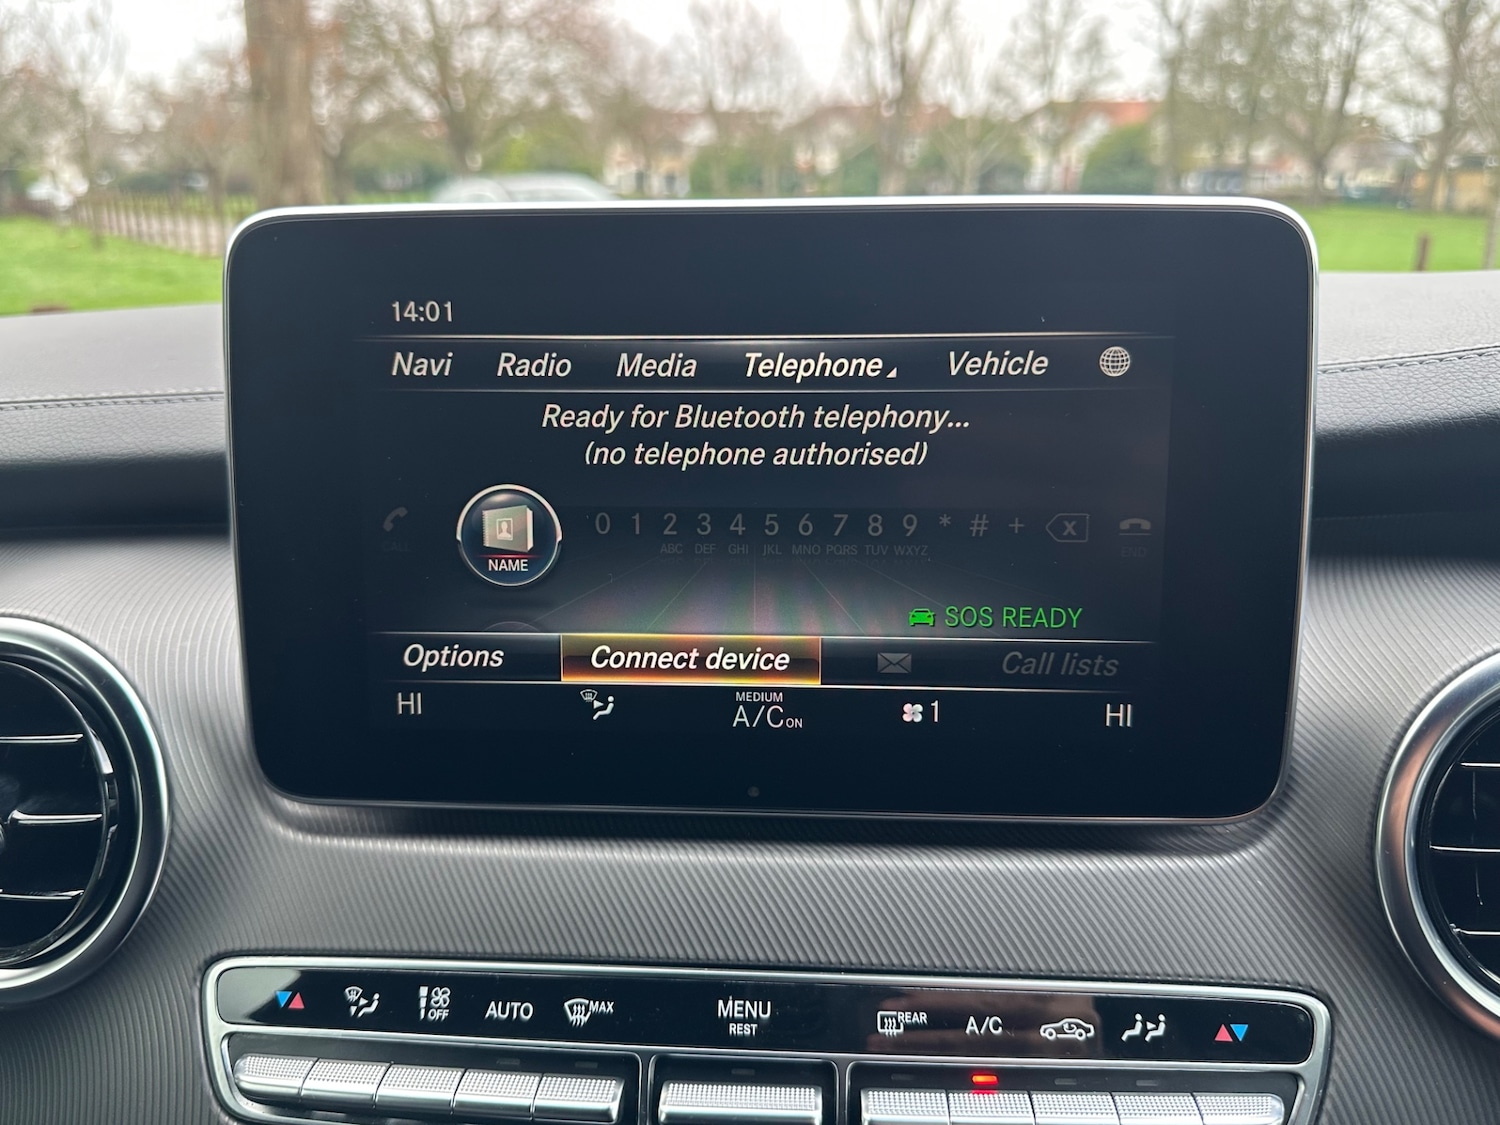 14:01
Navi Radio Media Telephone Vehicle
Ready for Bluetooth telephony...
(no telephone authorised)
CALL
NAME
0 1 2 3 4 5 6 7 8 9 * # + X
ABC DEF GHI JKL MNO PQRS TUV WXYZ
END
SOS READY
Options Connect device Call lists
HI
MEDIUM
A/C ON
1
HI
OFF
AUTO
MAX
MENU
REST
REAR
A/C